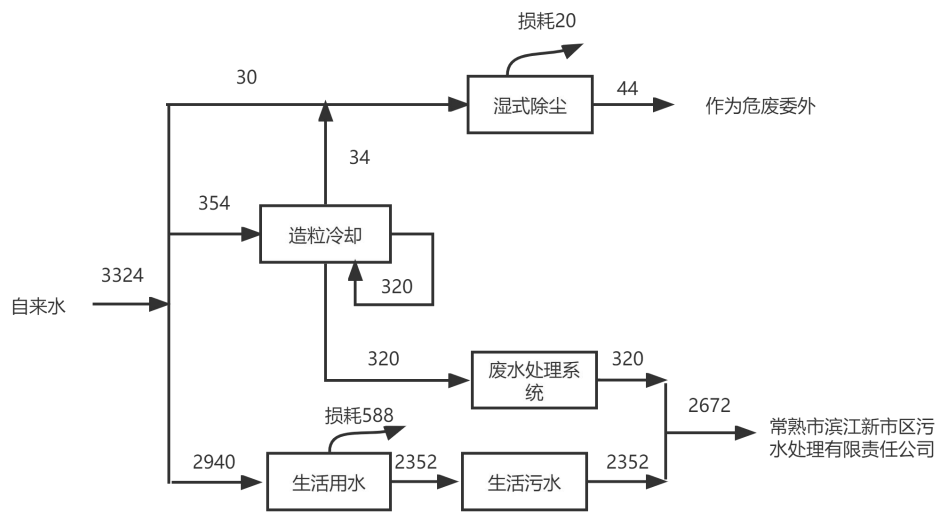 损耗20
30
湿式除尘
44
作为危废委外
34
354
造粒冷却
3324
320
自来水
320
废水处理系
统
320
2672
损耗588
常熟市滨江新市区污
水处理有限责任公司
2940
生活用水
2352
生活污水
2352